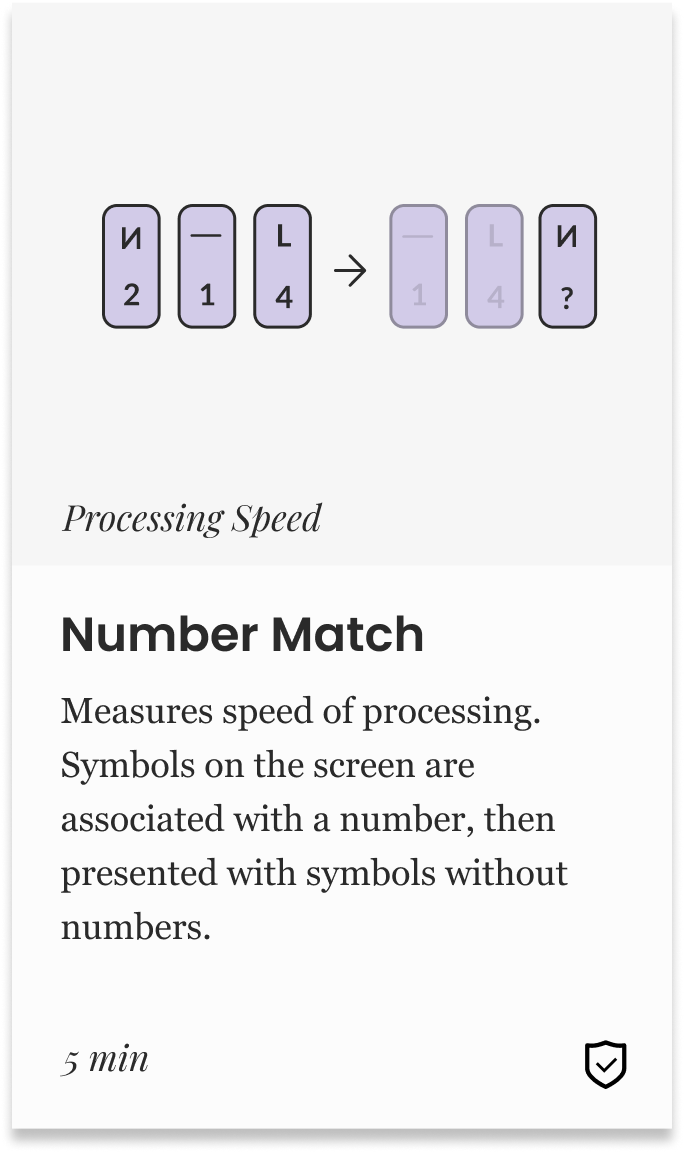 И — L — L И
2 1 4 → 1 4 ?
Processing Speed
Number Match
Measures speed of processing.
Symbols on the screen are
associated with a number, then
presented with symbols without
numbers.
5 min